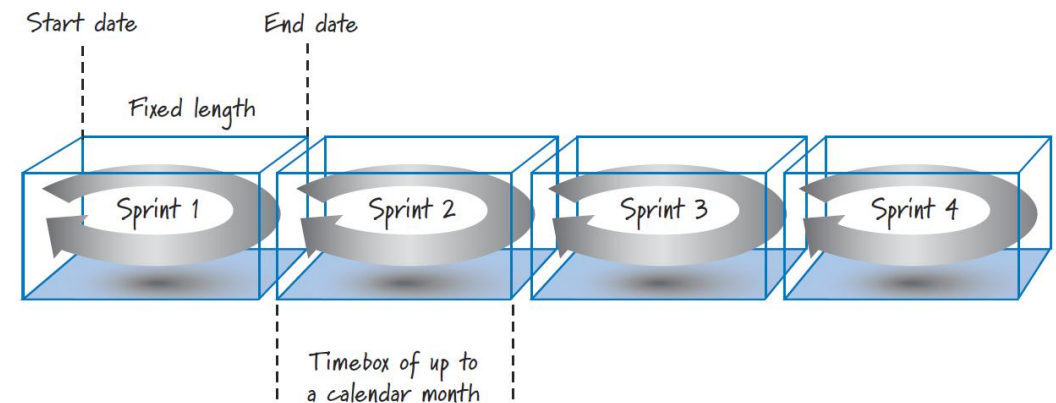 Start date
End date
Fixed length
Sprint 1
Sprint 2
Sprint 3
Sprint 4
Timebox of up to
a calendar month